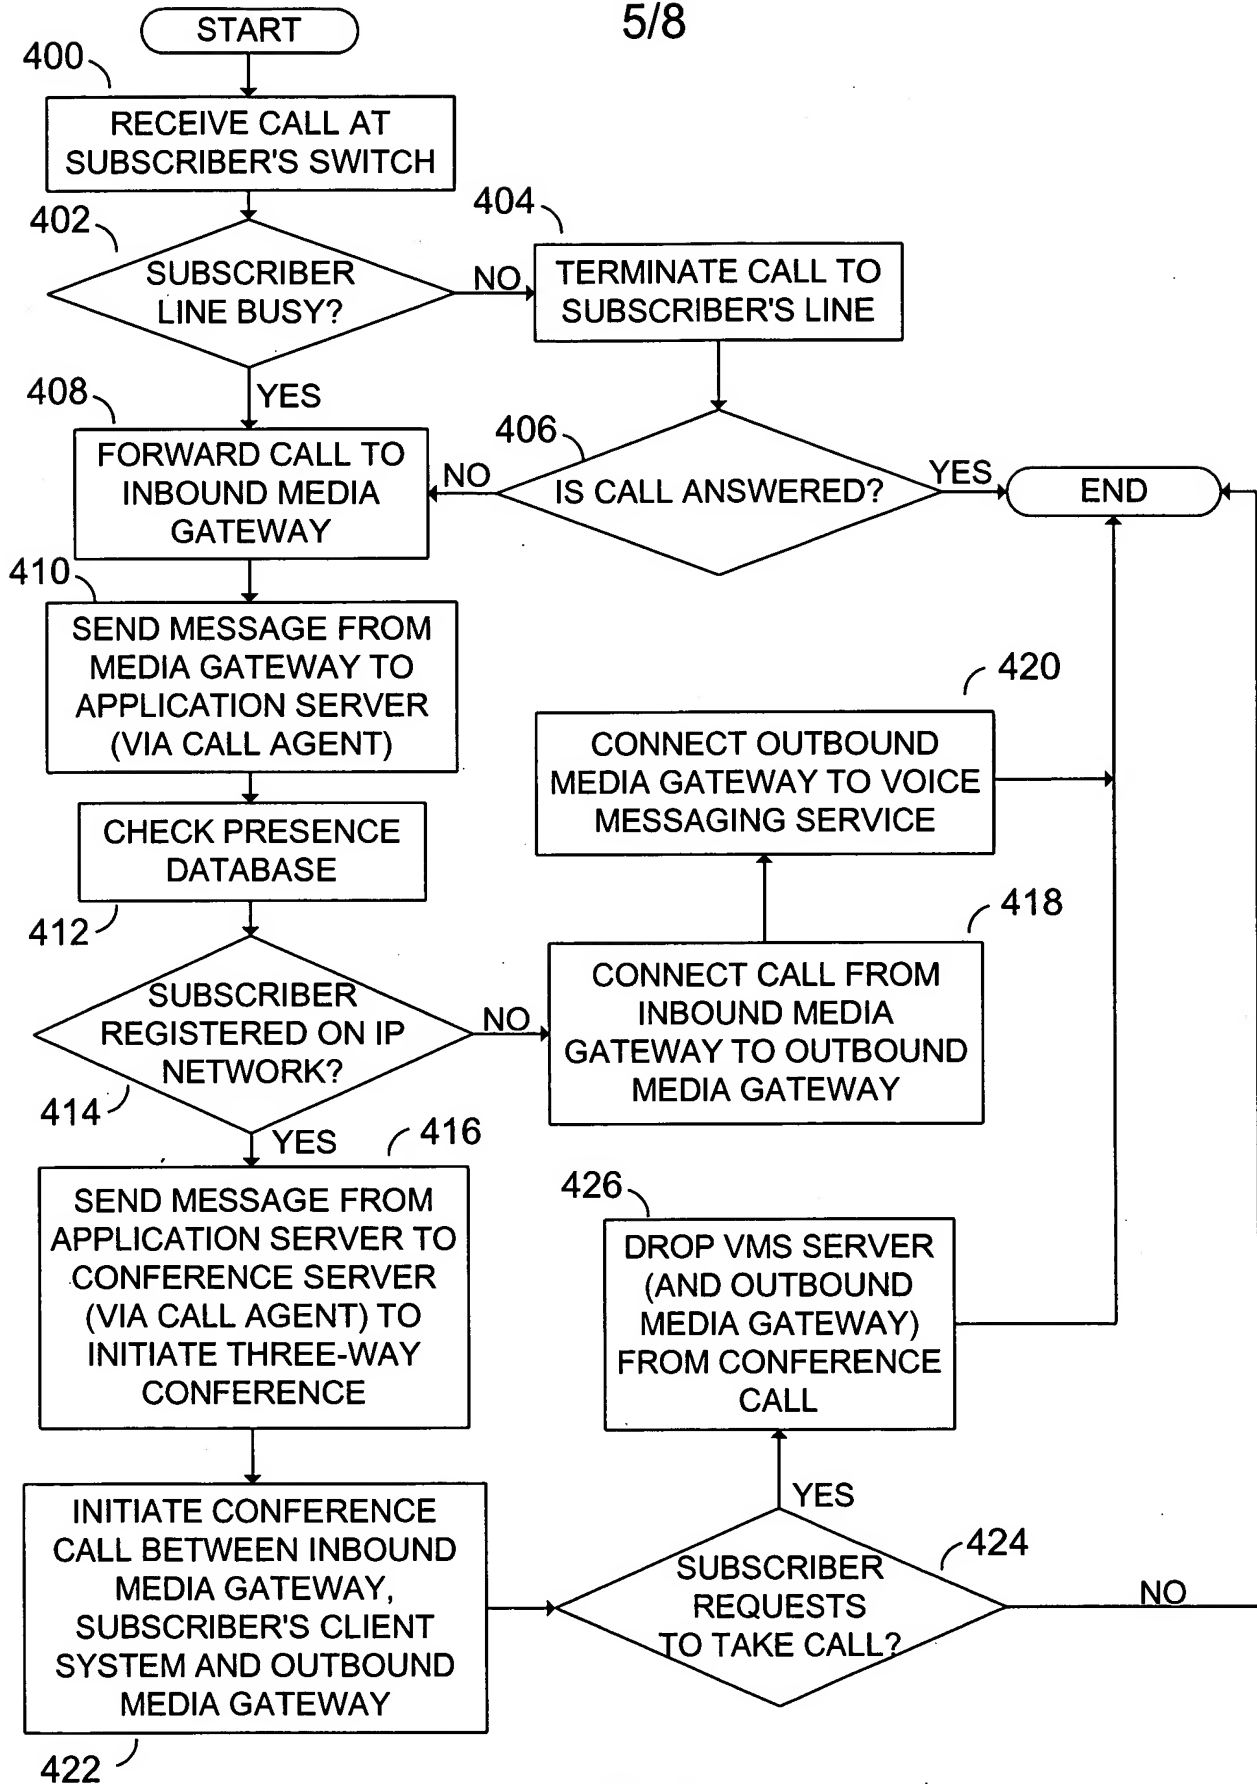 5/8
START
400
RECEIVE CALL AT
SUBSCRIBER'S SWITCH
402
SUBSCRIBER
LINE BUSY?
NO
404
TERMINATE CALL TO
SUBSCRIBER'S LINE
YES
408
FORWARD CALL TO
INBOUND MEDIA
GATEWAY
NO
406
IS CALL ANSWERED?
YES
END
410
SEND MESSAGE FROM
MEDIA GATEWAY TO
APPLICATION SERVER
(VIA CALL AGENT)
420
CONNECT OUTBOUND
MEDIA GATEWAY TO VOICE
MESSAGING SERVICE
CHECK PRESENCE
DATABASE
412
418
CONNECT CALL FROM
INBOUND MEDIA
GATEWAY TO OUTBOUND
MEDIA GATEWAY
SUBSCRIBER
REGISTERED ON IP
NETWORK?
NO
414
YES
416
SEND MESSAGE FROM
APPLICATION SERVER TO
CONFERENCE SERVER
(VIA CALL AGENT) TO
INITIATE THREE-WAY
CONFERENCE
426
DROP VMS SERVER
(AND OUTBOUND
MEDIA GATEWAY)
FROM CONFERENCE
CALL
YES
INITIATE CONFERENCE
CALL BETWEEN INBOUND
MEDIA GATEWAY,
SUBSCRIBER'S CLIENT
SYSTEM AND OUTBOUND
MEDIA GATEWAY
422
424
SUBSCRIBER
REQUESTS
TO TAKE CALL?
NO